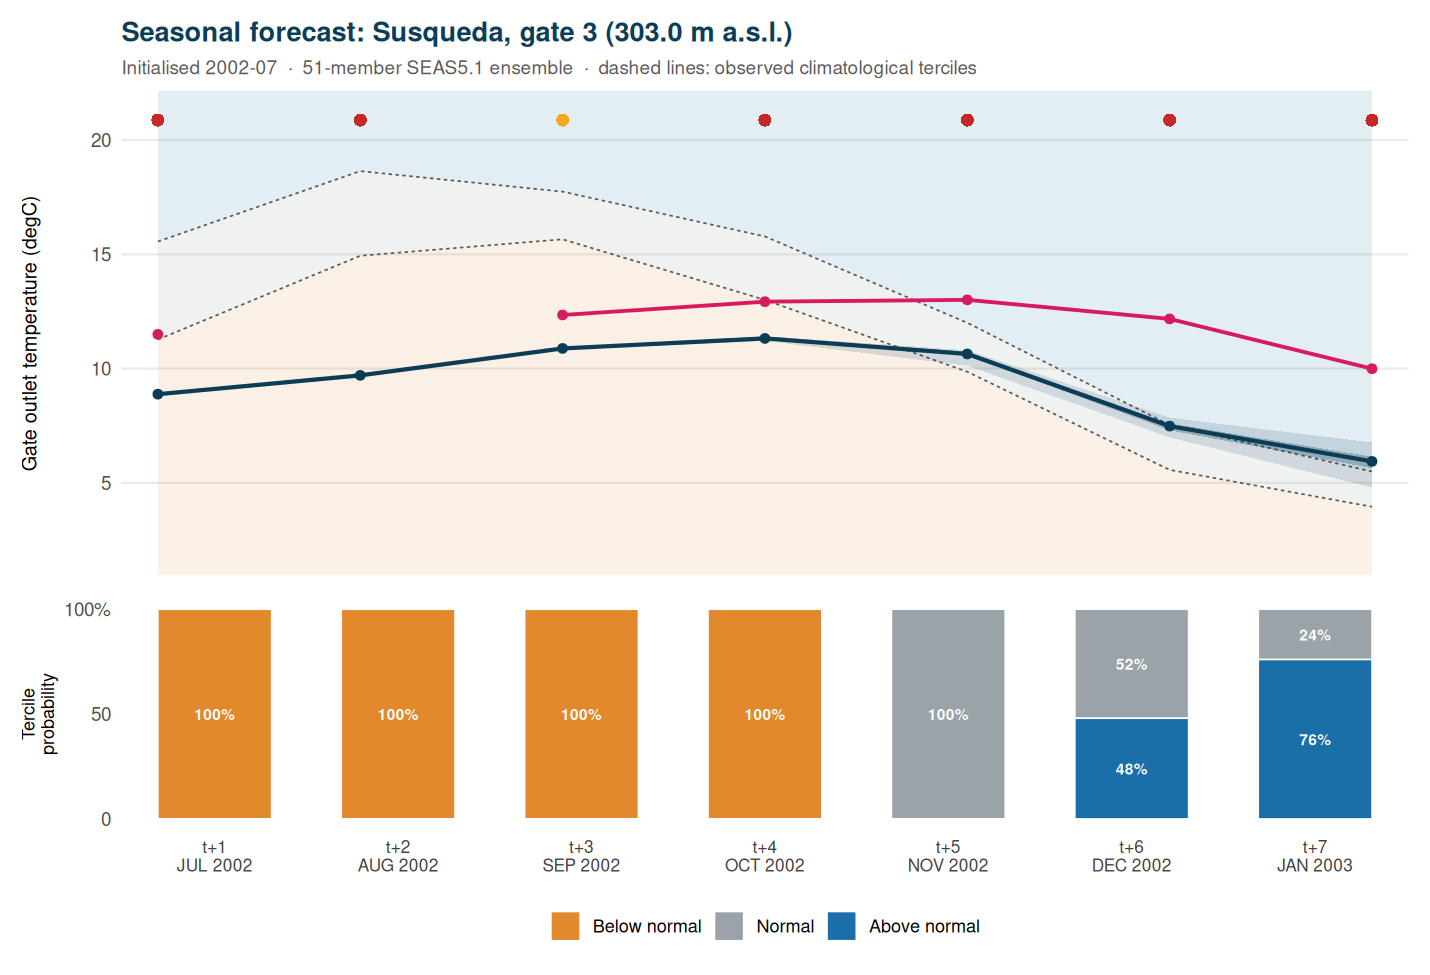 Seasonal forecast: Susqueda, gate 3 (303.0 m a.s.l.)
Initialised 2002-07 · 51-member SEAS5.1 ensemble · dashed lines: observed climatological terciles
Gate outlet temperature (degC)
20
15
10
5
Tercile
probability
100%
50
0
100%
100%
100%
100%
100%
52%
48%
24%
76%
t+1
JUL 2002
t+2
AUG 2002
t+3
SEP 2002
t+4
OCT 2002
t+5
NOV 2002
t+6
DEC 2002
t+7
JAN 2003
Below normal
Normal
Above normal